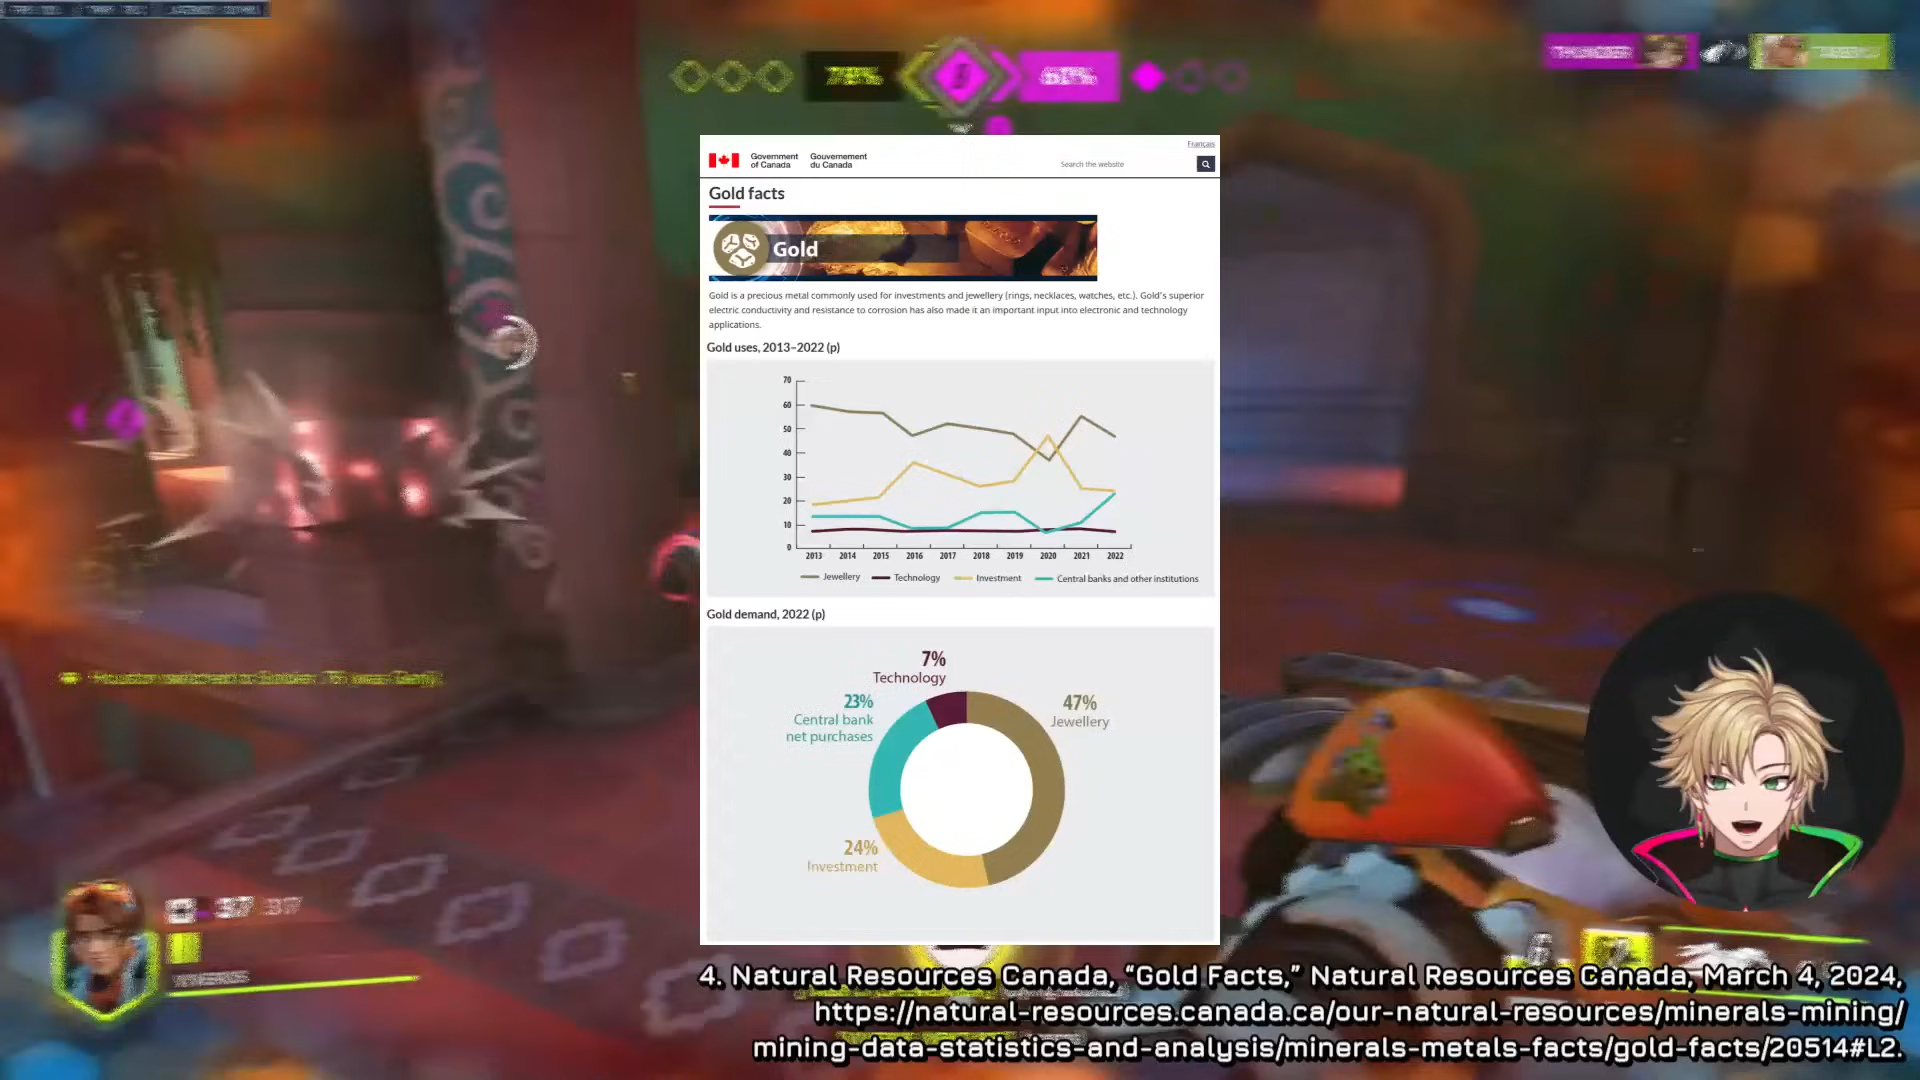 Français
Government
of Canada
Gouvernement
du Canada
Search the website
Gold facts
Gold
Gold is a precious metal commonly used for investments and jewellery (rings, necklaces, watches, etc.). Gold's superior
electric conductivity and resistance to corrosion has also made it an important input into electronic and technology
applications.
Gold uses, 2013–2022 (p)
70
60
50
40
30
20
10
0
2013 2014 2015 2016 2017 2018 2019 2020 2021 2022
Jewellery Technology Investment Central banks and other institutions
Gold demand, 2022 (p)
7%
Technology
23%
Central bank
net purchases
47%
Jewellery
24%
Investment
4. Natural Resources Canada, “Gold Facts,” Natural Resources Canada, March 4, 2024,
https://natural-resources.canada.ca/our-natural-resources/minerals-mining/
mining-data-statistics-and-analysis/minerals-metals-facts/gold-facts/20514#L2.